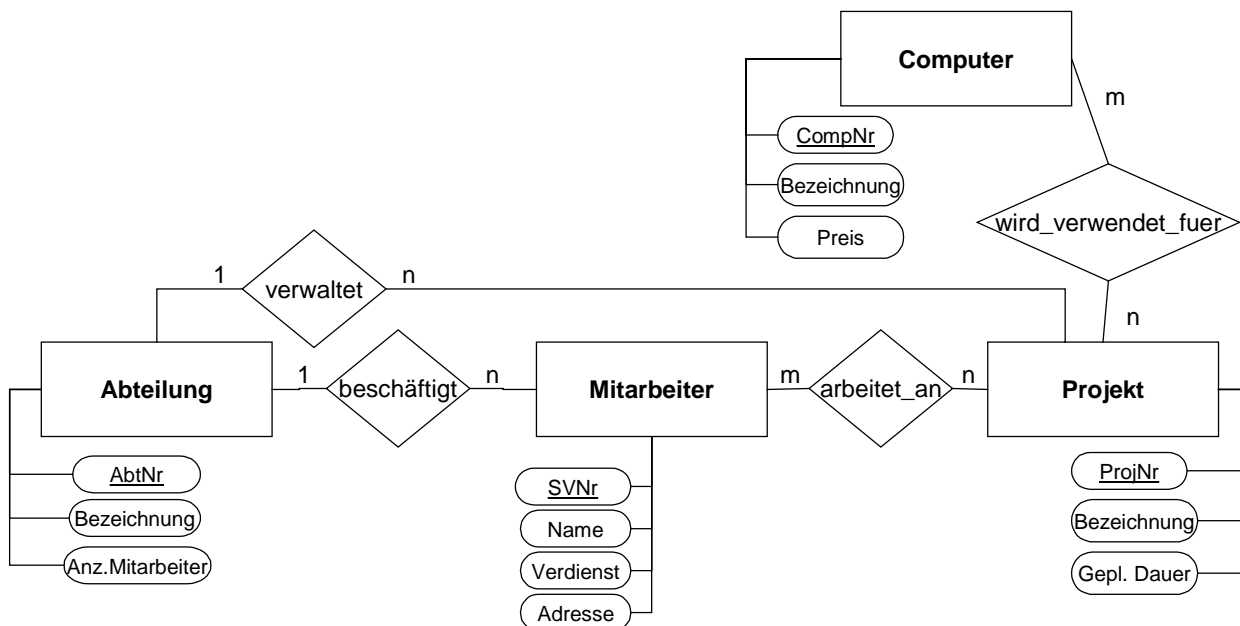 Computer
m
CompNr
Bezeichnung
Preis
wird_verwendet_fuer
n
1
verwaltet
n
Abteilung
1
beschäftigt
n
Mitarbeiter
m
arbeitet_an
n
Projekt
AbtNr
Bezeichnung
Anz.Mitarbeiter
SVNr
Name
Verdienst
Adresse
ProjNr
Bezeichnung
Gepl. Dauer